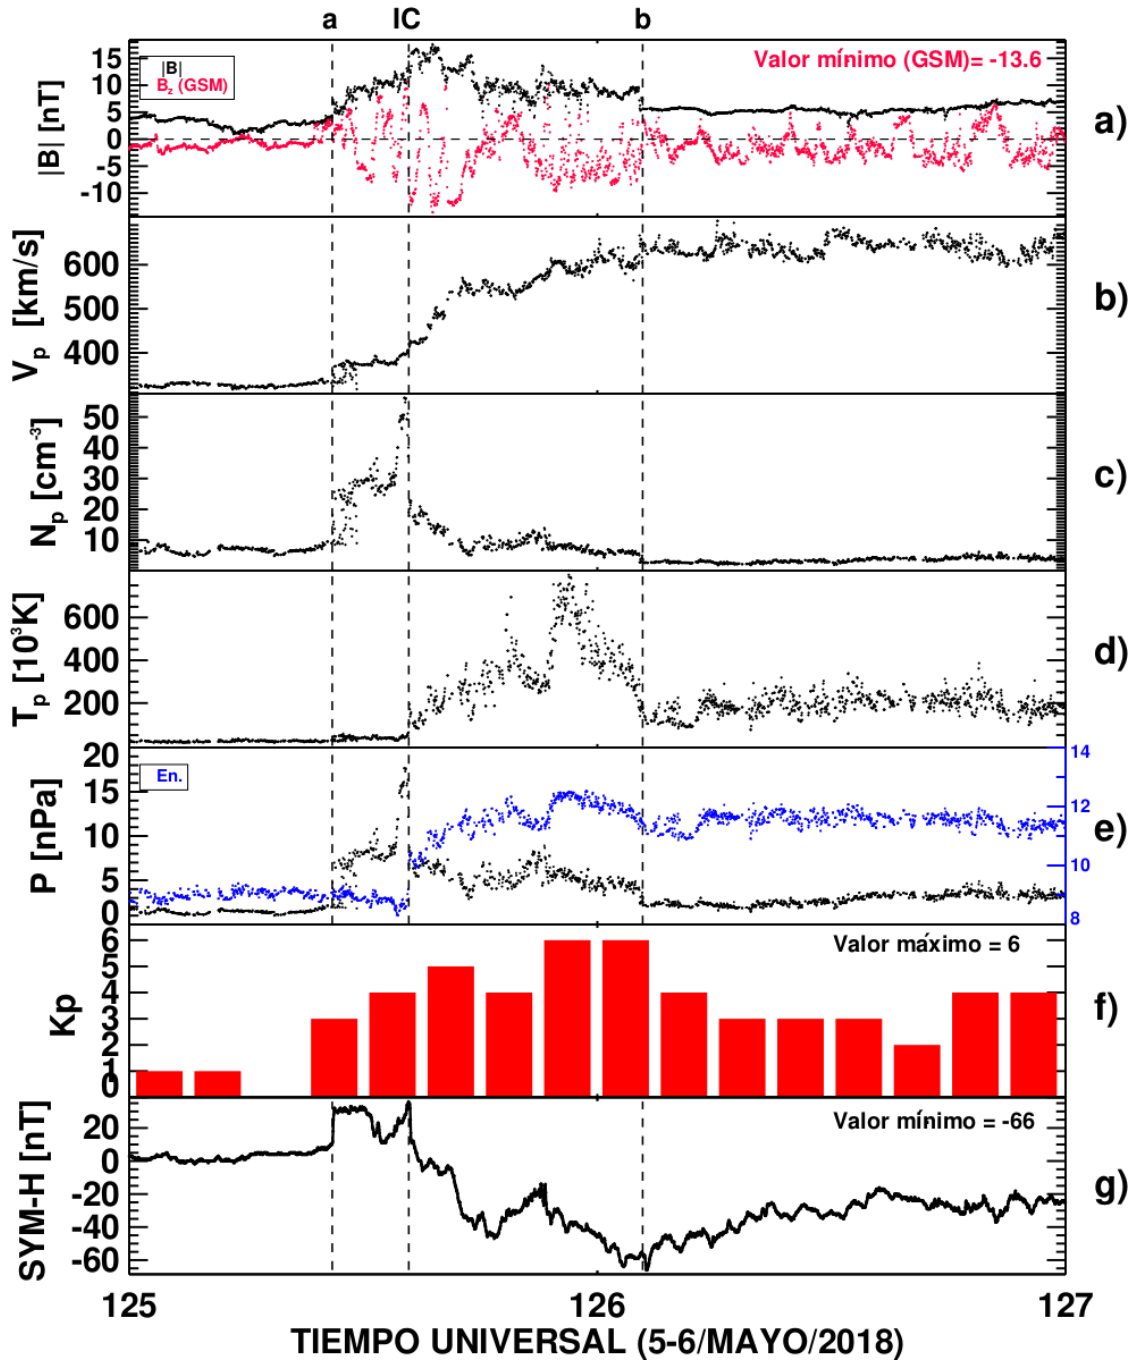 a IC b
|B| [nT]
15
10
5
0
-5
-10
|B|
Bz (GSM)
Valor mínimo (GSM)= -13.6
a)
Vp [km/s]
600
500
400
b)
Np [cm-3]
50
40
30
20
10
c)
Tp [10³K]
600
400
200
d)
P [nPa]
20
15
10
5
0
En.
14
12
10
8
e)
Kp
6
5
4
3
2
1
0
Valor máximo = 6
f)
SYM-H [nT]
20
0
-20
-40
-60
Valor mínimo = -66
g)
125 126 127
TIEMPO UNIVERSAL (5-6/MAYO/2018)